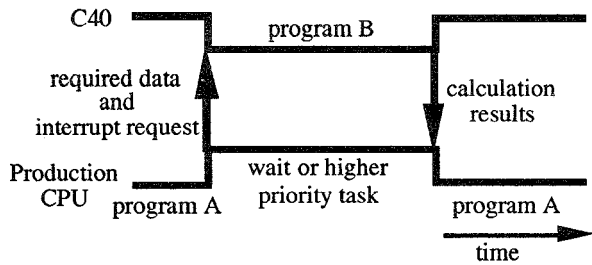 C40
program B
required data
and
interrupt request
calculation
results
Production
CPU
program A
wait or higher
priority task
program A
time